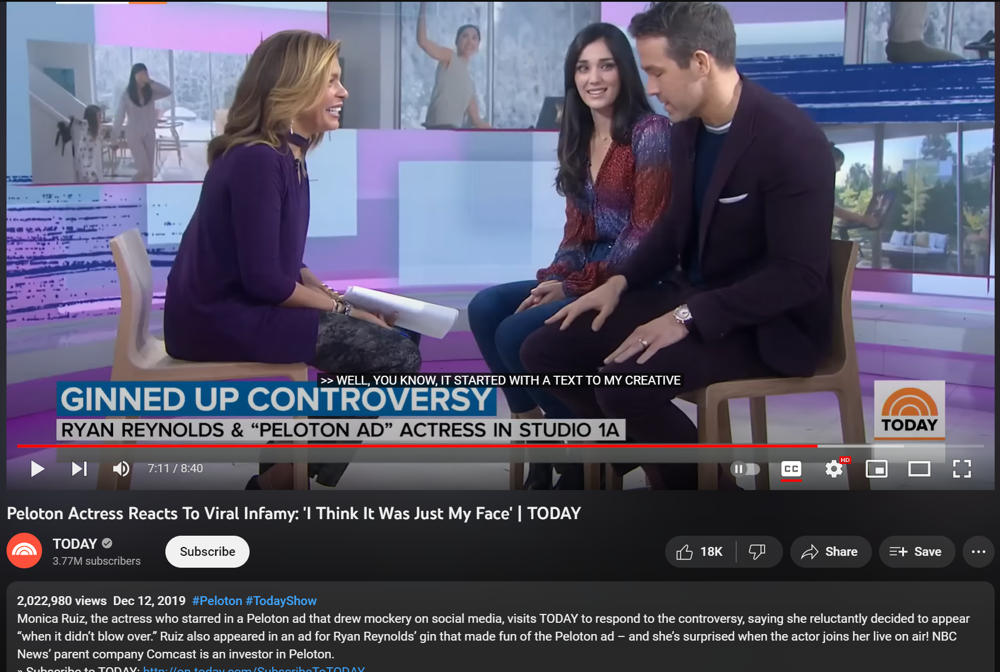 >> WELL, YOU KNOW, IT STARTED WITH A TEXT TO MY CREATIVE
GINNED UP CONTROVERSY
RYAN REYNOLDS & “PELOTON AD” ACTRESS IN STUDIO 1A
TODAY
7:11 / 8:40
CC
HD
Peloton Actress Reacts To Viral Infamy: 'I Think It Was Just My Face' | TODAY
TODAY
3.77M subscribers
Subscribe
18K
Share
Save
2,022,980 views Dec 12, 2019 #Peloton #TodayShow
Monica Ruiz, the actress who starred in a Peloton ad that drew mockery on social media, visits TODAY to respond to the controversy, saying she reluctantly decided to appear
“when it didn’t blow over.” Ruiz also appeared in an ad for Ryan Reynolds’ gin that made fun of the Peloton ad – and she’s surprised when the actor joins her live on air! NBC
News’ parent company Comcast is an investor in Peloton.
» Subscribe to TODAY: http://on.today.com/SubscribeToTODAY